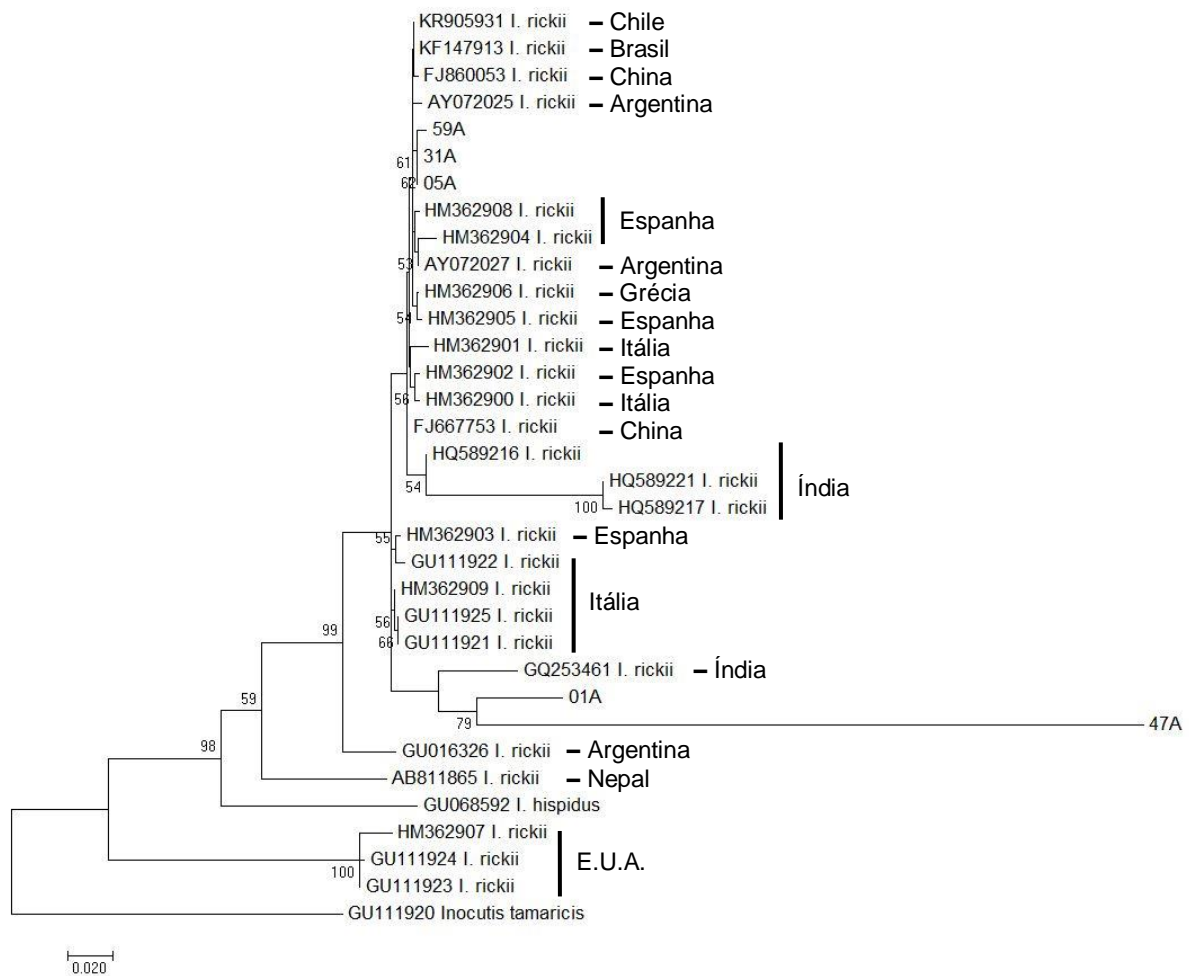 KR905931 I. rickii – Chile
KF147913 I. rickii – Brasil
FJ860053 I. rickii – China
AY072025 I. rickii – Argentina
59A
61 31A
62 05A
HM362908 I. rickii
Espanha
HM362904 I. rickii
53 AY072027 I. rickii – Argentina
HM362906 I. rickii – Grécia
54 HM362905 I. rickii – Espanha
HM362901 I. rickii – Itália
HM362902 I. rickii – Espanha
56 HM362900 I. rickii – Itália
FJ667753 I. rickii – China
HQ589216 I. rickii
54 HQ589221 I. rickii Índia
100 HQ589217 I. rickii
55 HM362903 I. rickii – Espanha
GU111922 I. rickii
HM362909 I. rickii Itália
56 GU111925 I. rickii
99 66 GU111921 I. rickii
GQ253461 I. rickii – Índia
59 01A
79 47A
98 GU016326 I. rickii – Argentina
AB811865 I. rickii – Nepal
GU068592 I. hispidus
HM362907 I. rickii
100 GU111924 I. rickii E.U.A.
GU111923 I. rickii
GU111920 Inocutis tamaricis
0.020